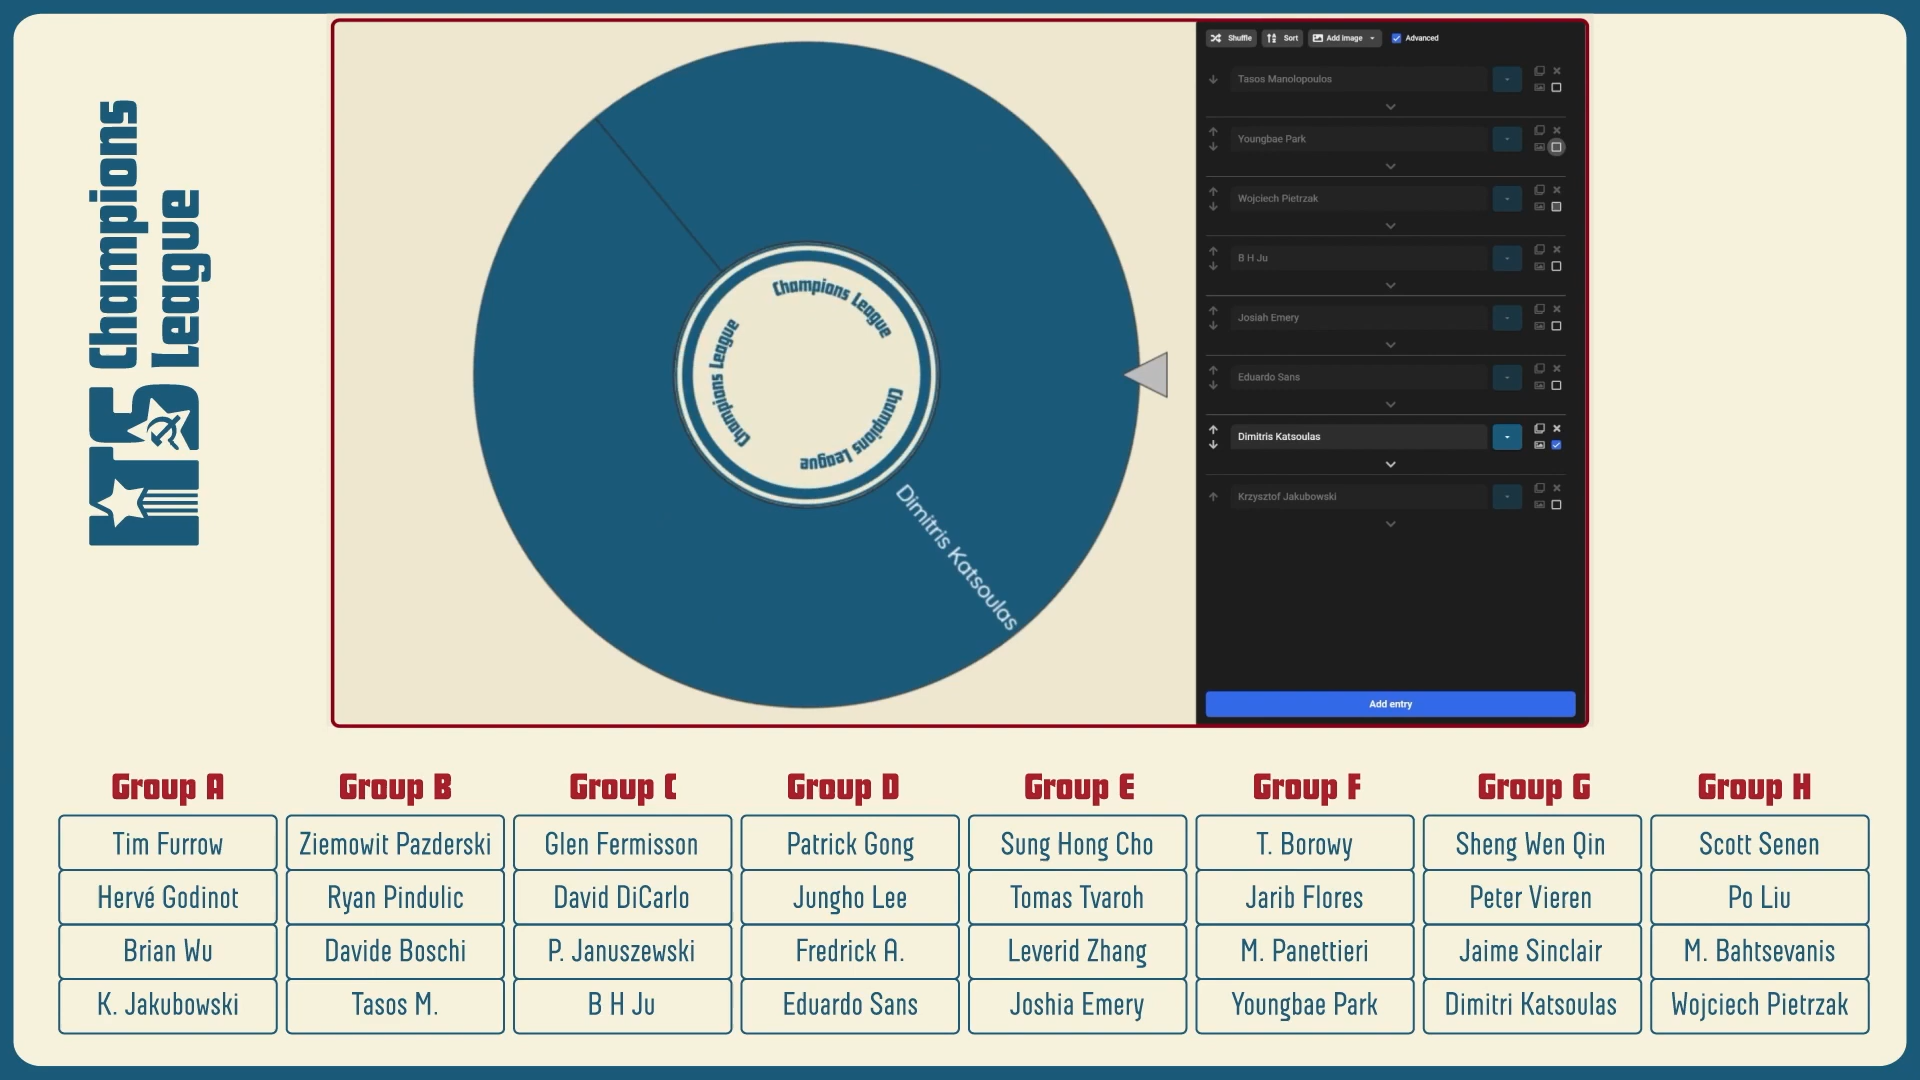 TS Champions
League
Champions League
Champions League
Champions League
Dimitris Katsoulas
Shuffle Sort Add Image Advanced
Tasos Manolopoulos
Youngbae Park
Wojciech Pietrzak
B H Ju
Josiah Emery
Eduardo Sans
Dimitris Katsoulas
Krzysztof Jakubowski
Add entry
Group A Group B Group C Group D Group E Group F Group G Group H
Tim Furrow Ziemowit Pazderski Glen Fermisson Patrick Gong Sung Hong Cho T. Borowy Sheng Wen Qin Scott Senen
Hervé Godinot Ryan Pindulic David DiCarlo Jungho Lee Tomas Tvaroh Jarib Flores Peter Vieren Po Liu
Brian Wu Davide Boschi P. Januszewski Fredrick A. Leverid Zhang M. Panettieri Jaime Sinclair M. Bahtsevanis
K. Jakubowski Tasos M. B H Ju Eduardo Sans Joshia Emery Youngbae Park Dimitri Katsoulas Wojciech Pietrzak